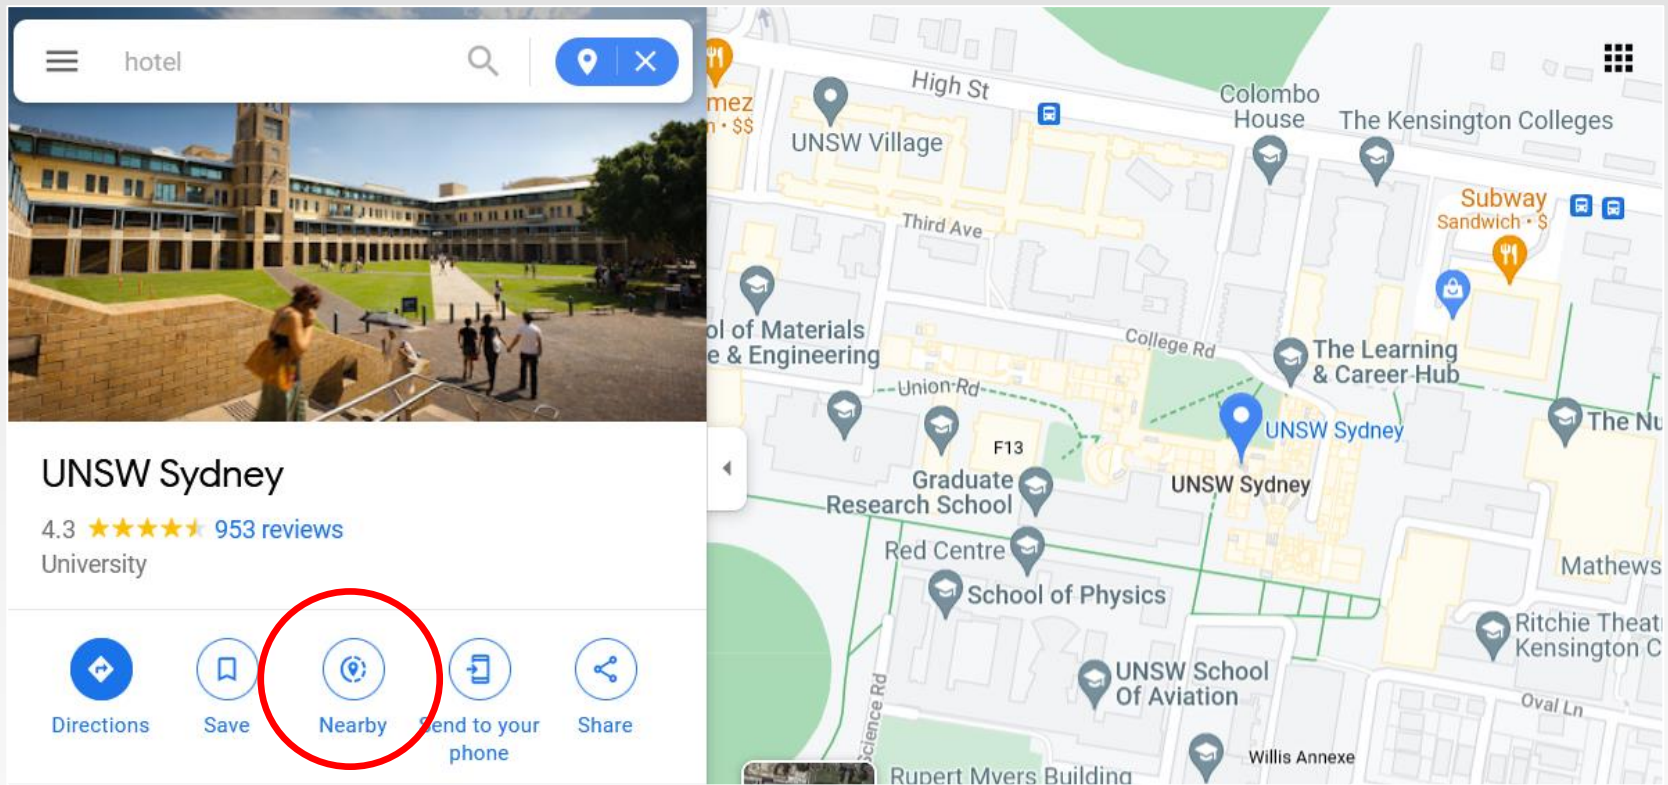 hotel
UNSW Sydney
4.3
953 reviews
University
Directions
Save
Nearby
Send to your
phone
Share
High St
mez
n · $$
UNSW Village
Colombo
House
The Kensington Colleges
Subway
Sandwich · $
Third Ave
ol of Materials
e & Engineering
College Rd
The Learning
& Career Hub
Union Rd
The Nu
UNSW Sydney
F13
UNSW Sydney
Graduate
Research School
Red Centre
Mathews
School of Physics
Ritchie Theat
Kensington C
UNSW School
Of Aviation
Science Rd
Oval Ln
Willis Annexe
Rupert Myers Building